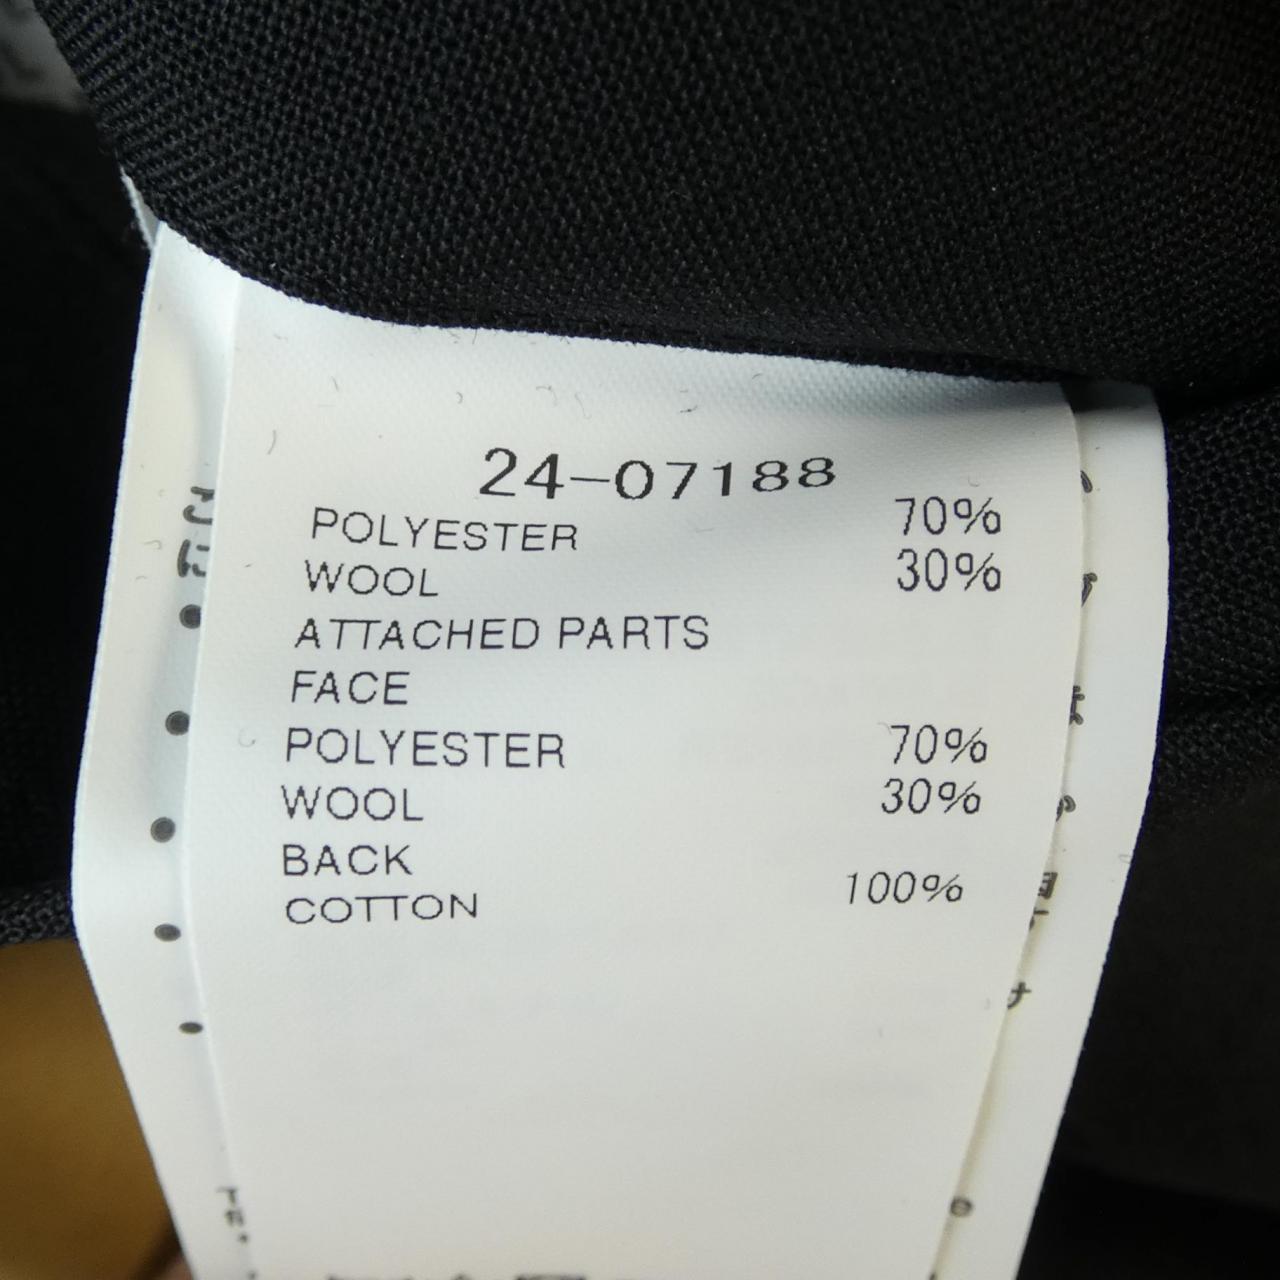 24-07188
POLYESTER 70%
WOOL 30%
ATTACHED PARTS
FACE
POLYESTER 70%
WOOL 30%
BACK
COTTON 100%